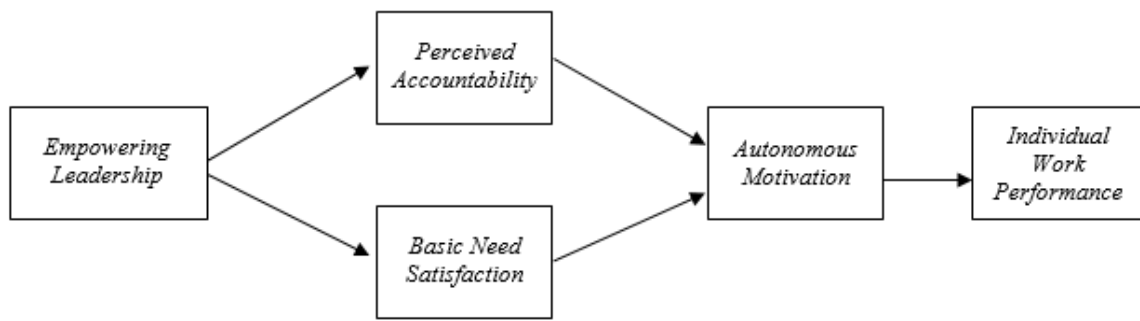 Perceived
Accountability
Empowering
Leadership
Autonomous
Motivation
Individual
Work
Performance
Basic Need
Satisfaction